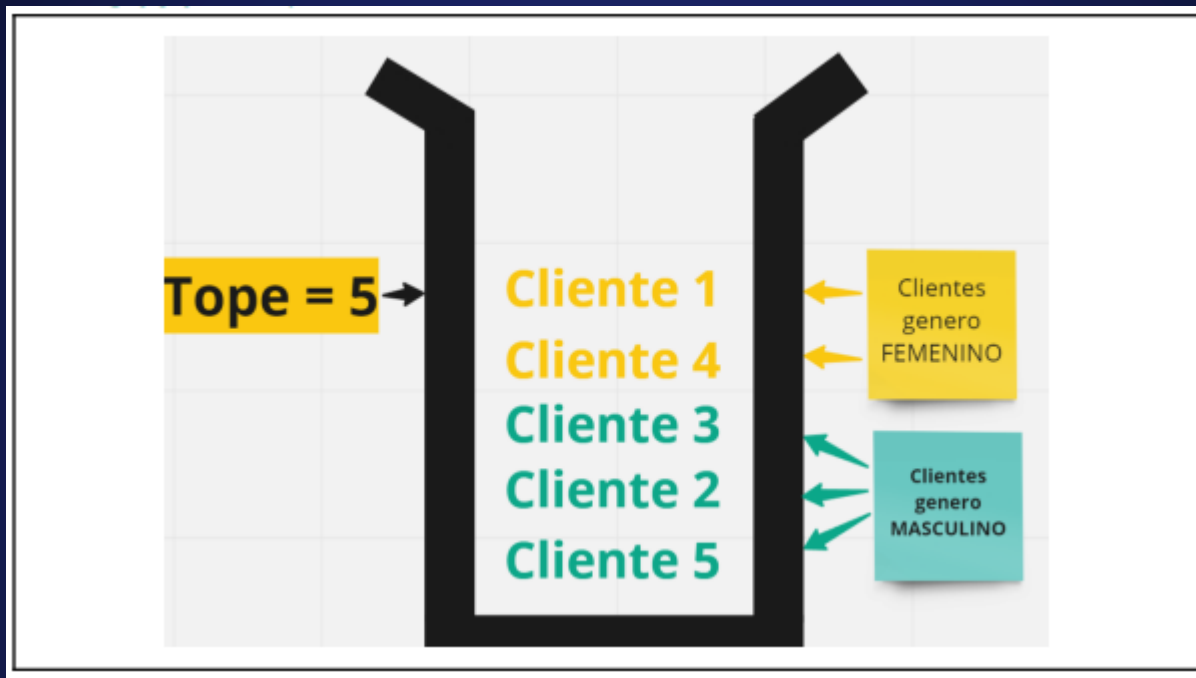 Tope = 5
Cliente 1
Cliente 4
Cliente 3
Cliente 2
Cliente 5
Clientes
genero
FEMENINO
Clientes
genero
MASCULINO